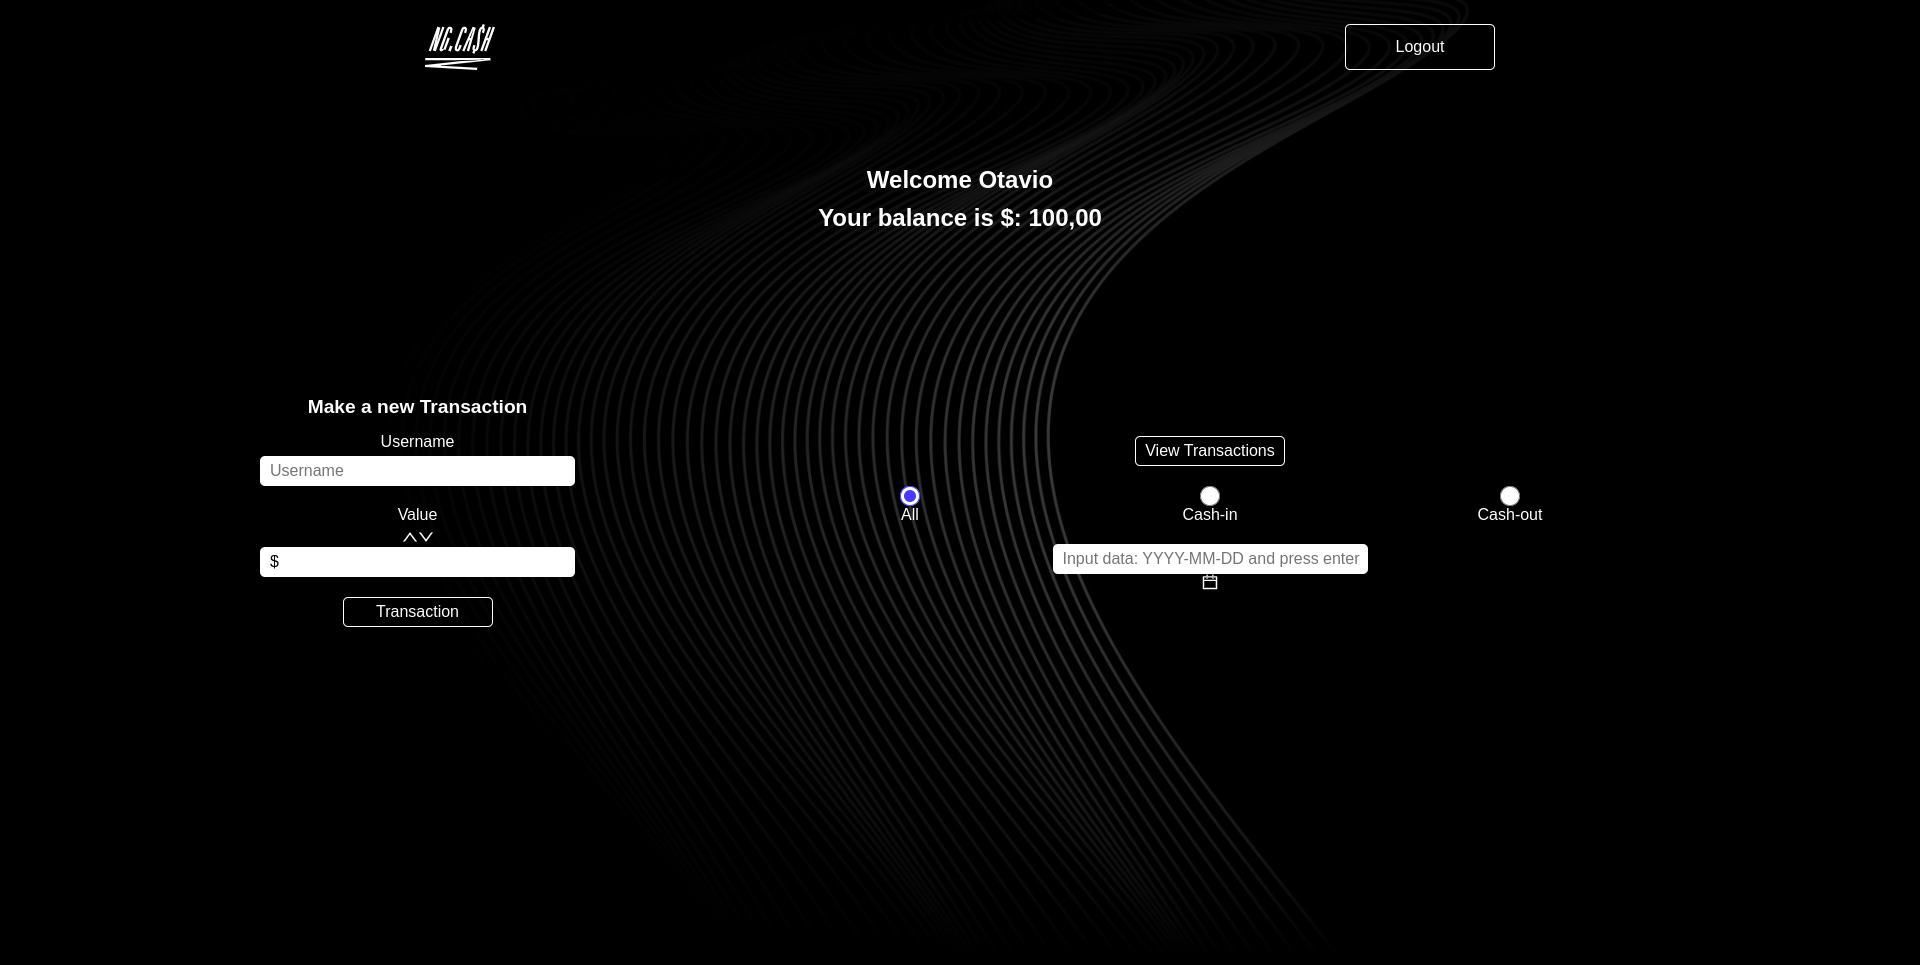 NG.CASH
Logout
Welcome Otavio
Your balance is $: 100,00
Make a new Transaction
Username
Username
Value
$
Transaction
View Transactions
All
Cash-in
Cash-out
Input data: YYYY-MM-DD and press enter